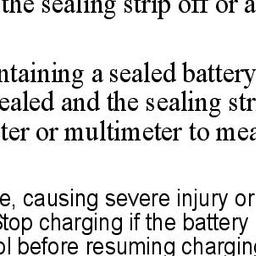 the sealing strip off or a
ntaining a sealed battery
ealed and the sealing str
ter or multimeter to mea
e, causing severe injury or
Stop charging if the battery
ol before resuming charging